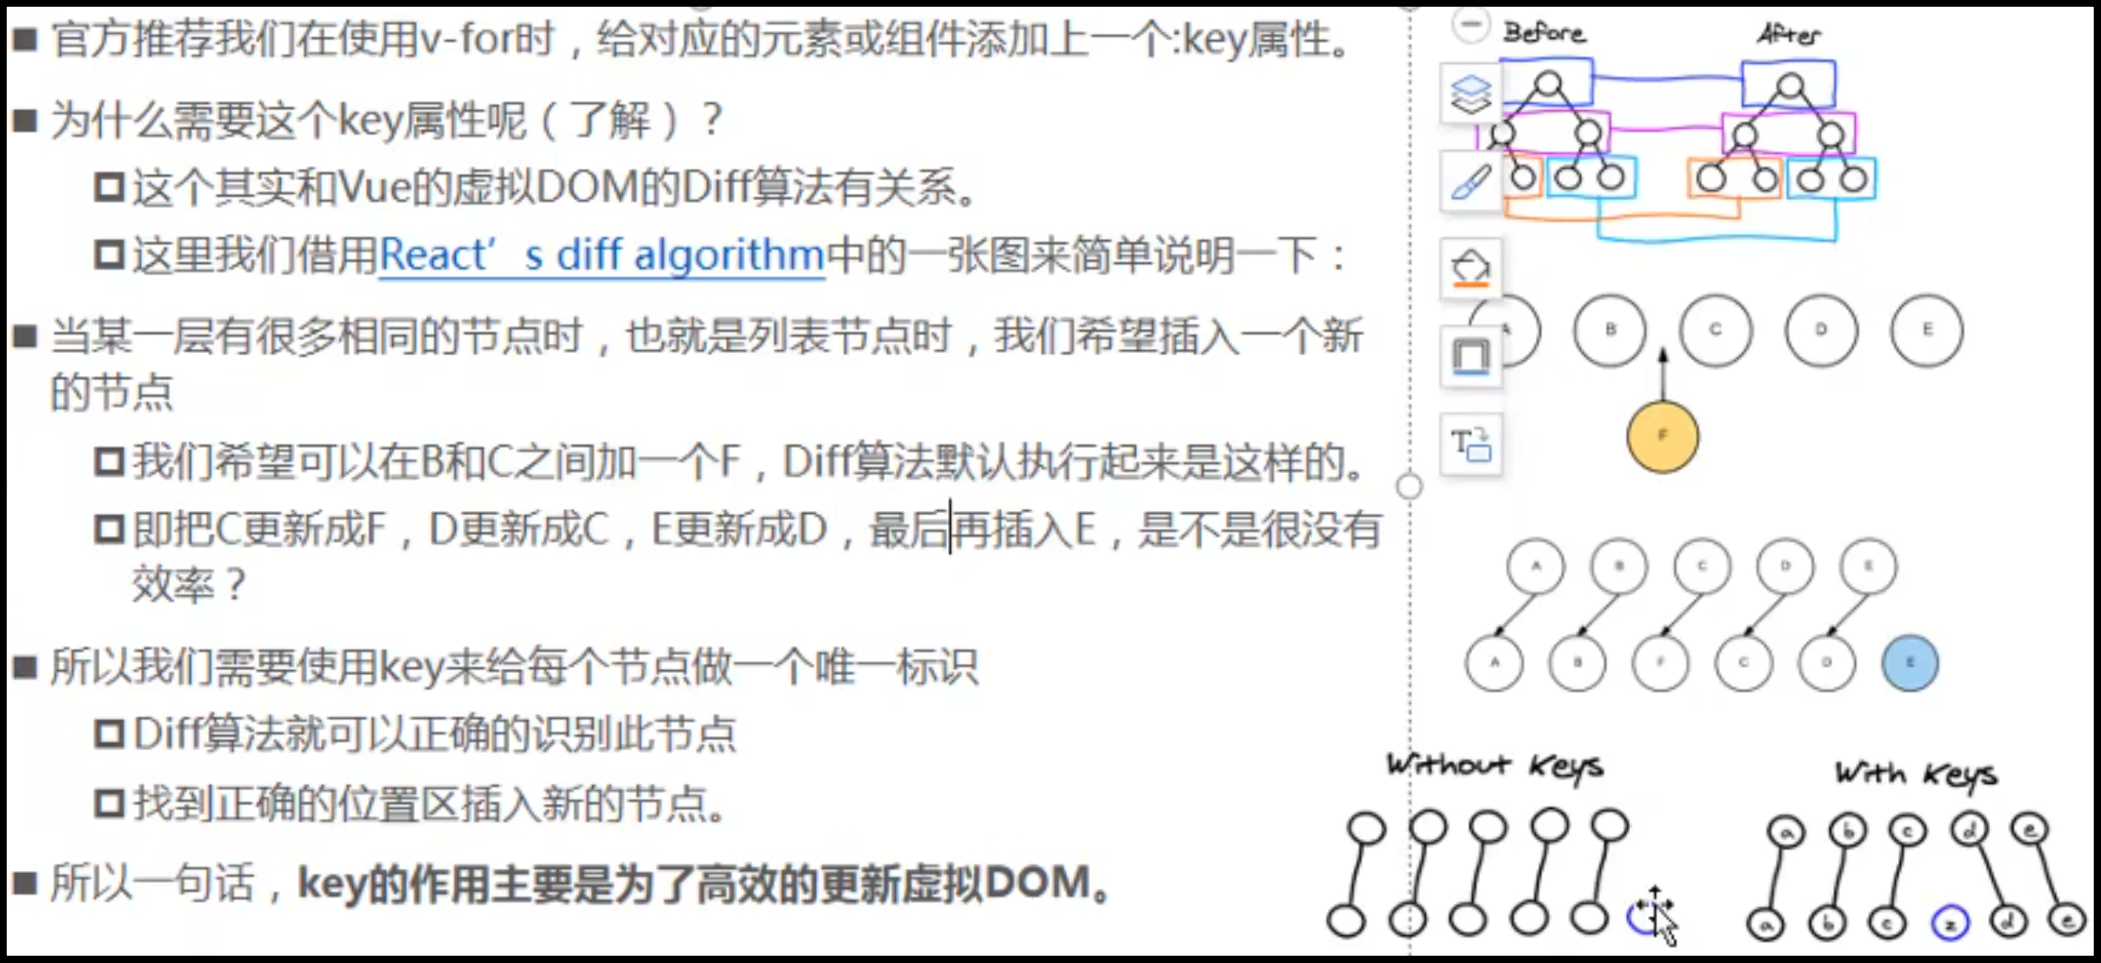 官方推荐我们在使用v-for时，给对应的元素或组件添加上一个:key属性。
为什么需要这个key属性呢（了解）？
这个其实和Vue的虚拟DOM的Diff算法有关系。
这里我们借用React’s diff algorithm中的一张图来简单说明一下：
当某一层有很多相同的节点时，也就是列表节点时，我们希望插入一个新
的节点
我们希望可以在B和C之间加一个F，Diff算法默认执行起来是这样的。
即把C更新成F，D更新成C，E更新成D，最后再插入E，是不是很没有
效率？
所以我们需要使用key来给每个节点做一个唯一标识
Diff算法就可以正确的识别此节点
找到正确的位置区插入新的节点。
所以一句话，key的作用主要是为了高效的更新虚拟DOM。
Before After
A B C D E
F
A B C D E
A B F C D E
Without Keys With Keys
a b c d e
a b c z d e